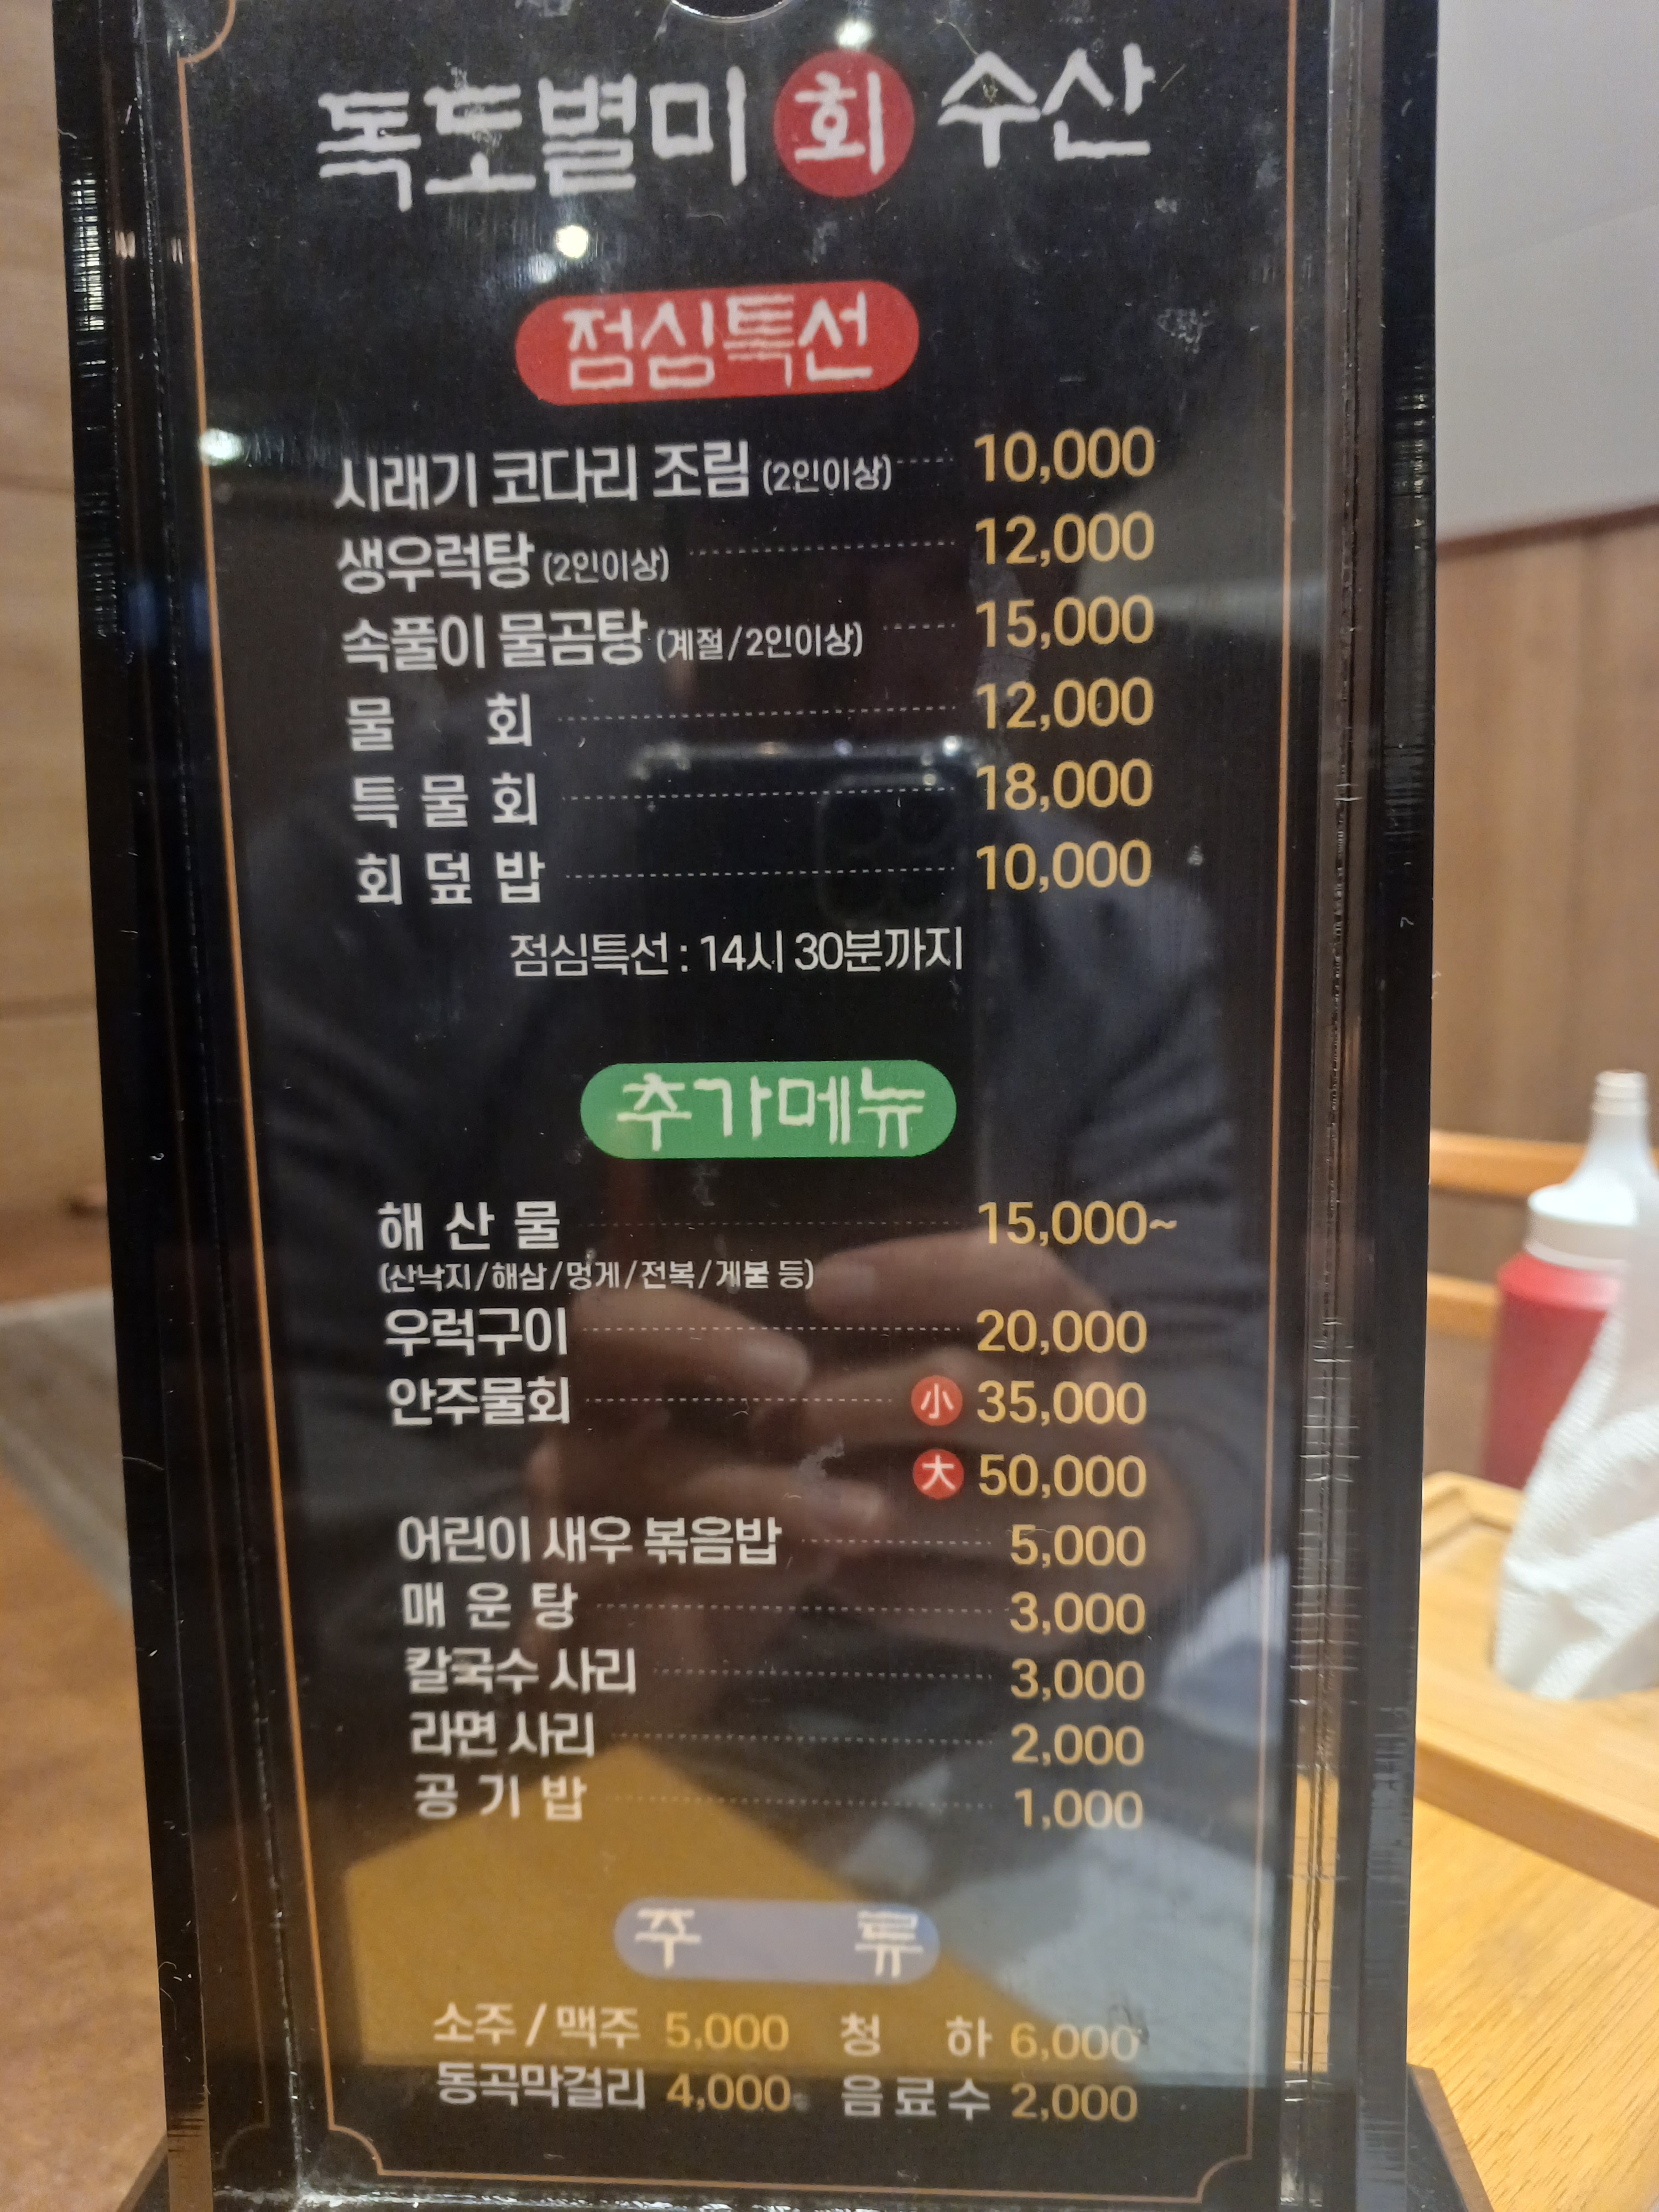 독도별미 회 수산
점심특선
시래기 코다리 조림 (2인이상) 10,000
생우럭탕 (2인이상) 12,000
속풀이 물곰탕 (계절/2인이상) 15,000
물 회 12,000
특 물 회 18,000
회 덮 밥 10,000
점심특선 : 14시 30분까지
추가메뉴
해 산 물 15,000~
(산낙지/해삼/멍게/전복/게불 등)
우럭구이 20,000
안주물회 小 35,000
大 50,000
어린이 새우 볶음밥 5,000
매 운 탕 3,000
칼국수 사리 3,000
라면 사리 2,000
공 기 밥 1,000
주 류
소주 / 맥주 5,000 청 하 6,000
동곡막걸리 4,000 음료수 2,000